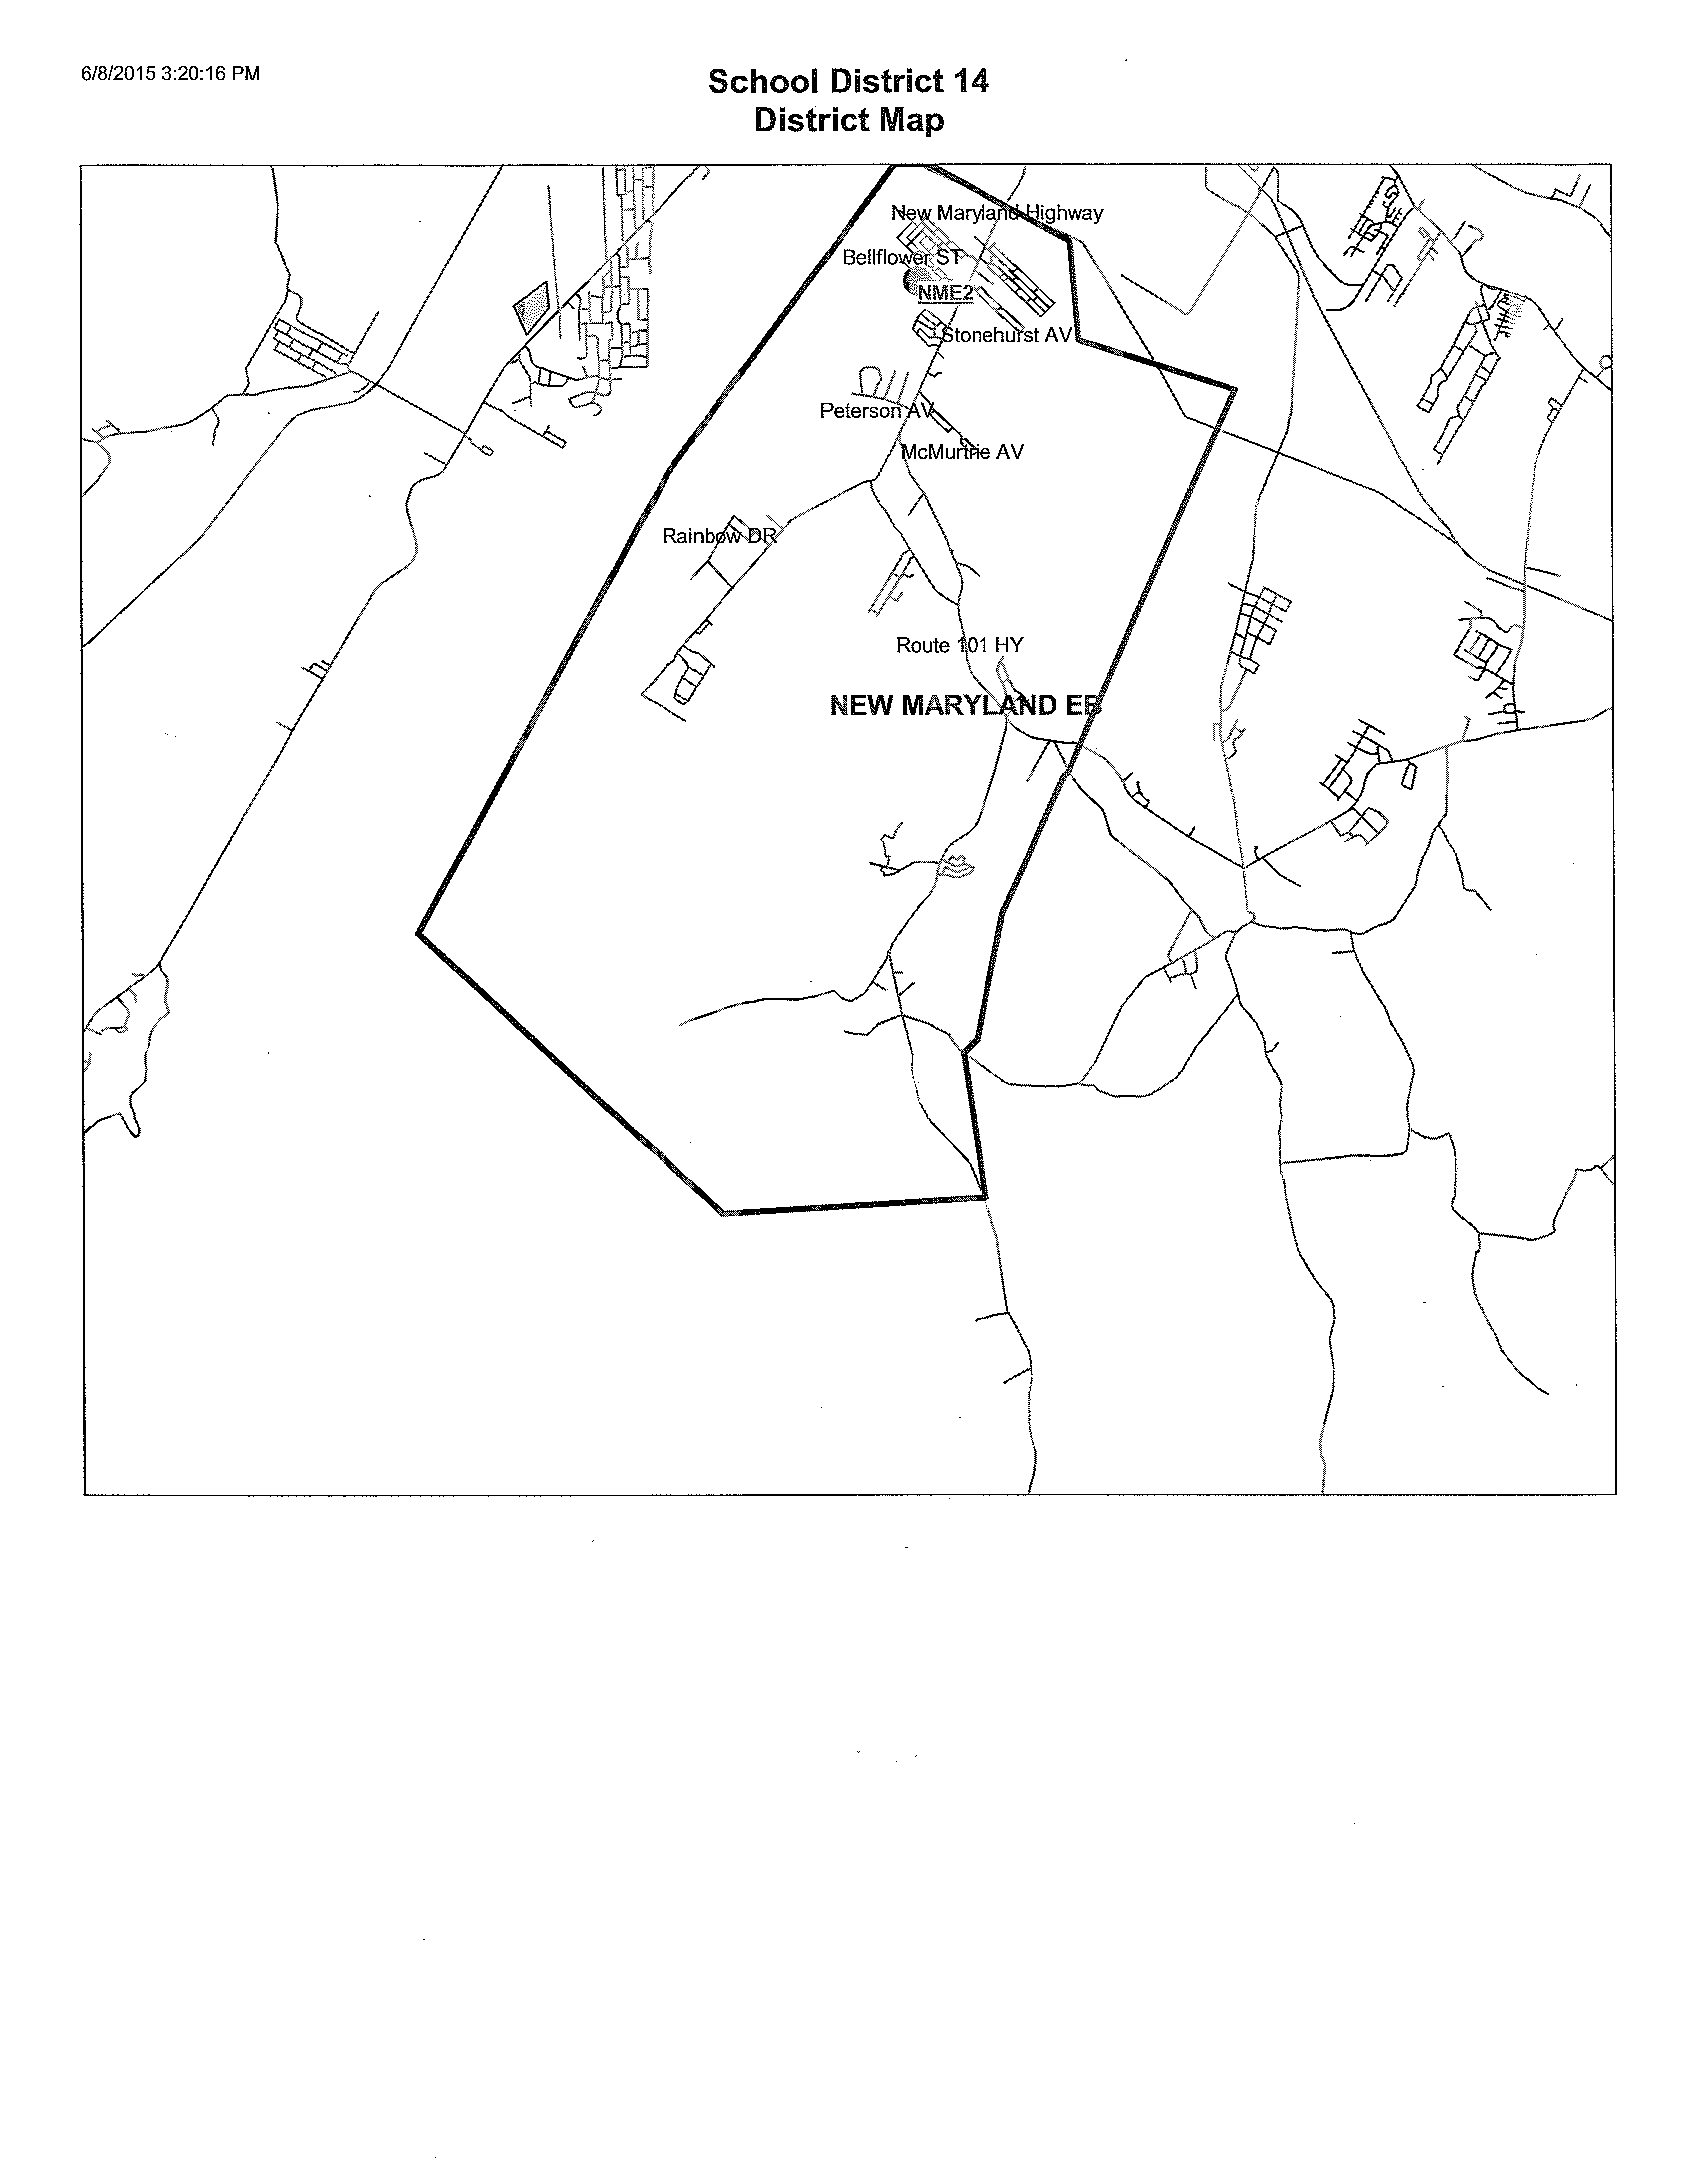 6/8/2015 3:20:16 PM
School District 14
District Map
New Maryland Highway
Bellflower ST
NME2
Stonehurst AV
Peterson AV
McMurtrie AV
Rainbow DR
Route 101 HY
NEW MARYLAND EB